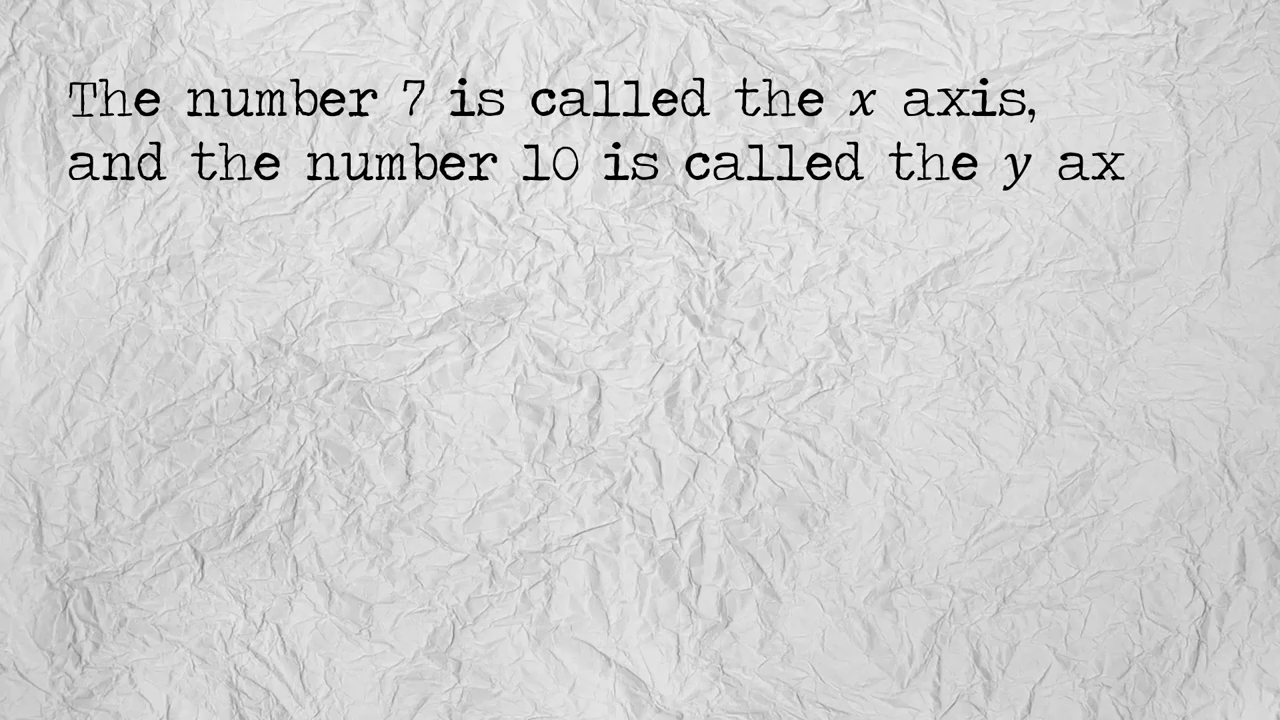 The number 7 is called the x axis,
and the number 10 is called the y ax